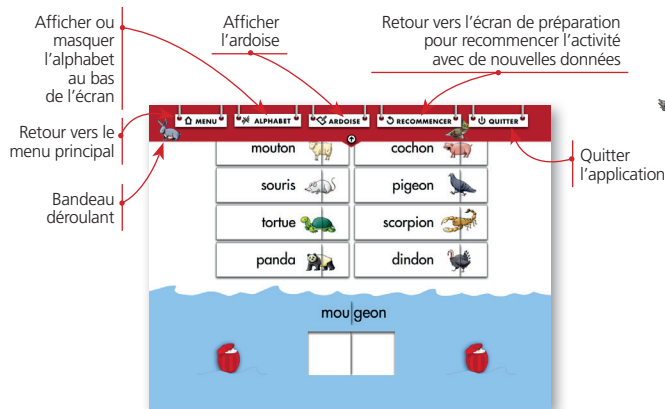 Afficher ou
masquer
l'alphabet
au bas
de l'écran
Afficher
l'ardoise
Retour vers l'écran de préparation
pour recommencer l'activité
avec de nouvelles données
Retour vers le
menu principal
Bandeau
déroulant
Quitter
l'application
MENU ALPHABET ARDOISE RECOMMENCER QUITTER
mouton cochon
souris pigeon
tortue scorpion
panda dindon
mou geon